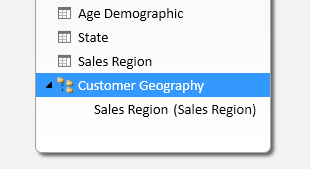 Age Demographic
State
Sales Region
Customer Geography
Sales Region (Sales Region)